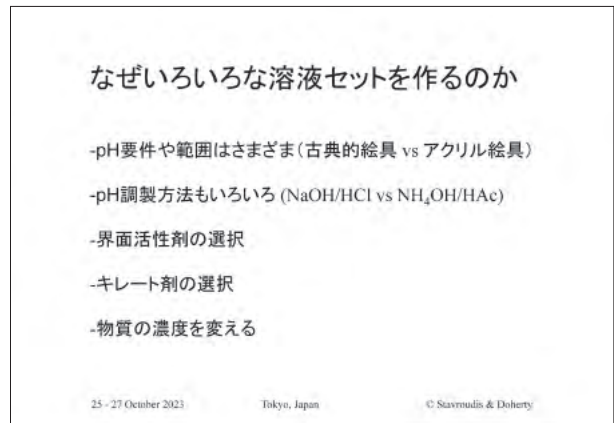 なぜいろいろな溶液セットを作るのか
-pH要件や範囲はさまざま（古典的絵具 vs アクリル絵具）
-pH調製方法もいろいろ (NaOH/HCl vs NH₄OH/HAc)
-界面活性剤の選択
-キレート剤の選択
-物質の濃度を変える
25 - 27 October 2023 Tokyo, Japan © Stavroudis & Doherty